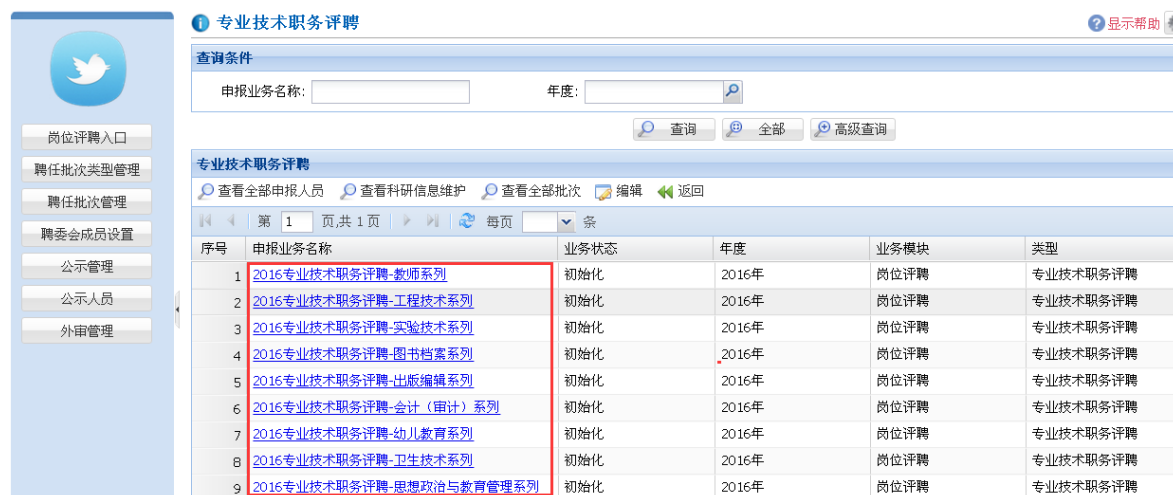 专业技术职务评聘
显示帮助
查询条件
申报业务名称: 年度:
查询 全部 高级查询
岗位评聘入口
聘任批次类型管理
聘任批次管理
聘委会成员设置
公示管理
公示人员
外审管理
专业技术职务评聘
查看全部申报人员 查看科研信息维护 查看全部批次 编辑 返回
第 1 页,共 1 页 每页 条
序号 申报业务名称 业务状态 年度 业务模块 类型
1 2016专业技术职务评聘-教师系列 初始化 2016年 岗位评聘 专业技术职务评聘
2 2016专业技术职务评聘-工程技术系列 初始化 2016年 岗位评聘 专业技术职务评聘
3 2016专业技术职务评聘-实验技术系列 初始化 2016年 岗位评聘 专业技术职务评聘
4 2016专业技术职务评聘-图书档案系列 初始化 2016年 岗位评聘 专业技术职务评聘
5 2016专业技术职务评聘-出版编辑系列 初始化 2016年 岗位评聘 专业技术职务评聘
6 2016专业技术职务评聘-会计（审计）系列 初始化 2016年 岗位评聘 专业技术职务评聘
7 2016专业技术职务评聘-幼儿教育系列 初始化 2016年 岗位评聘 专业技术职务评聘
8 2016专业技术职务评聘-卫生技术系列 初始化 2016年 岗位评聘 专业技术职务评聘
9 2016专业技术职务评聘-思想政治与教育管理系列 初始化 2016年 岗位评聘 专业技术职务评聘